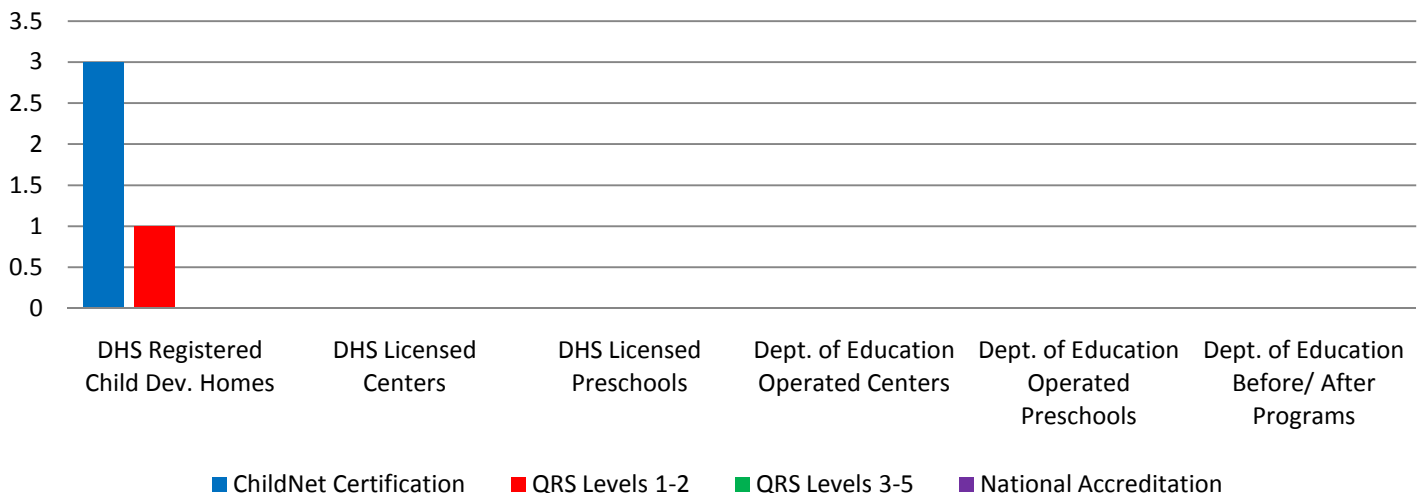 3.5
3
2.5
2
1.5
1
0.5
0
DHS Registered Child Dev. Homes
DHS Licensed Centers
DHS Licensed Preschools
Dept. of Education Operated Centers
Dept. of Education Operated Preschools
Dept. of Education Before/ After Programs
ChildNet Certification
QRS Levels 1-2
QRS Levels 3-5
National Accreditation